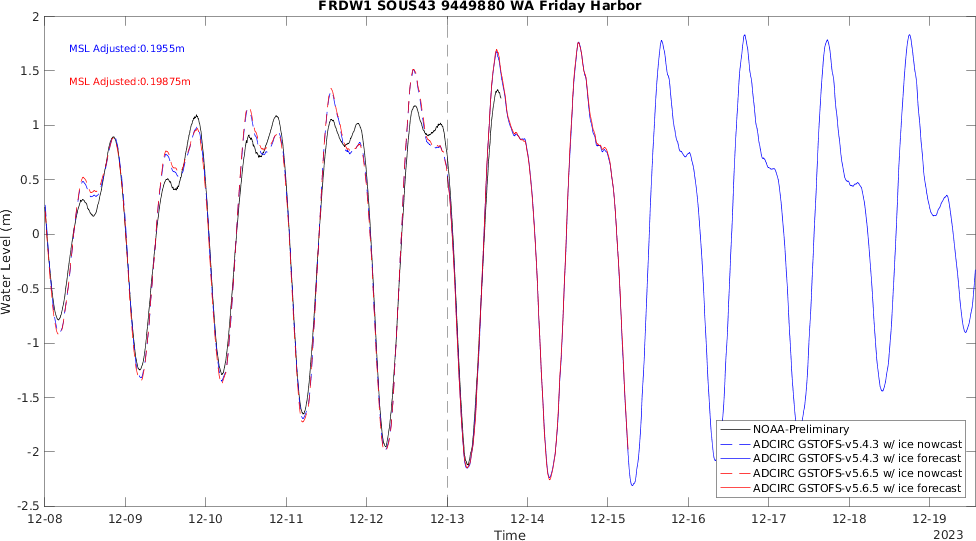 FRDW1 SOUS43 9449880 WA Friday Harbor
MSL Adjusted:0.1955m
MSL Adjusted:0.19875m
Water Level (m)
2
1.5
1
0.5
0
-0.5
-1
-1.5
-2
-2.5
NOAA-Preliminary
ADCIRC GSTOFS-v5.4.3 w/ ice nowcast
ADCIRC GSTOFS-v5.4.3 w/ ice forecast
ADCIRC GSTOFS-v5.6.5 w/ ice nowcast
ADCIRC GSTOFS-v5.6.5 w/ ice forecast
12-08 12-09 12-10 12-11 12-12 12-13 12-14 12-15 12-16 12-17 12-18 12-19
Time
2023